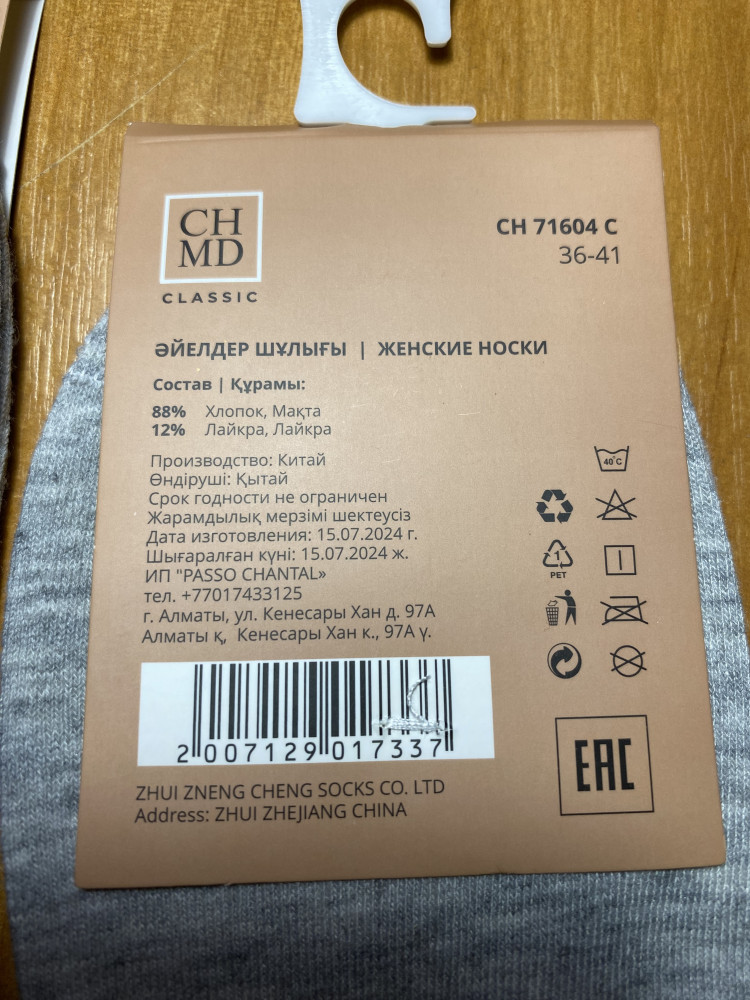 CH
MD
CLASSIC
CH 71604 C
36-41
ӘЙЕЛДЕР ШҰЛЫҒЫ | ЖЕНСКИЕ НОСКИ
Состав | Құрамы:
88% Хлопок, Мақта
12% Лайкра, Лайкра
Производство: Китай
Өндіруші: Қытай
Срок годности не ограничен
Жарамдылық мерзімі шектеусіз
Дата изготовления: 15.07.2024 г.
Шығаралған күні: 15.07.2024 ж.
ИП "PASSO CHANTAL»
тел. +77017433125
г. Алматы, ул. Кенесары Хан д. 97А
Алматы қ, Кенесары Хан к., 97А ү.
40°C
1
PET
2 007129 017337
EAC
ZHUI ZNENG CHENG SOCKS CO. LTD
Address: ZHUI ZHEJIANG CHINA